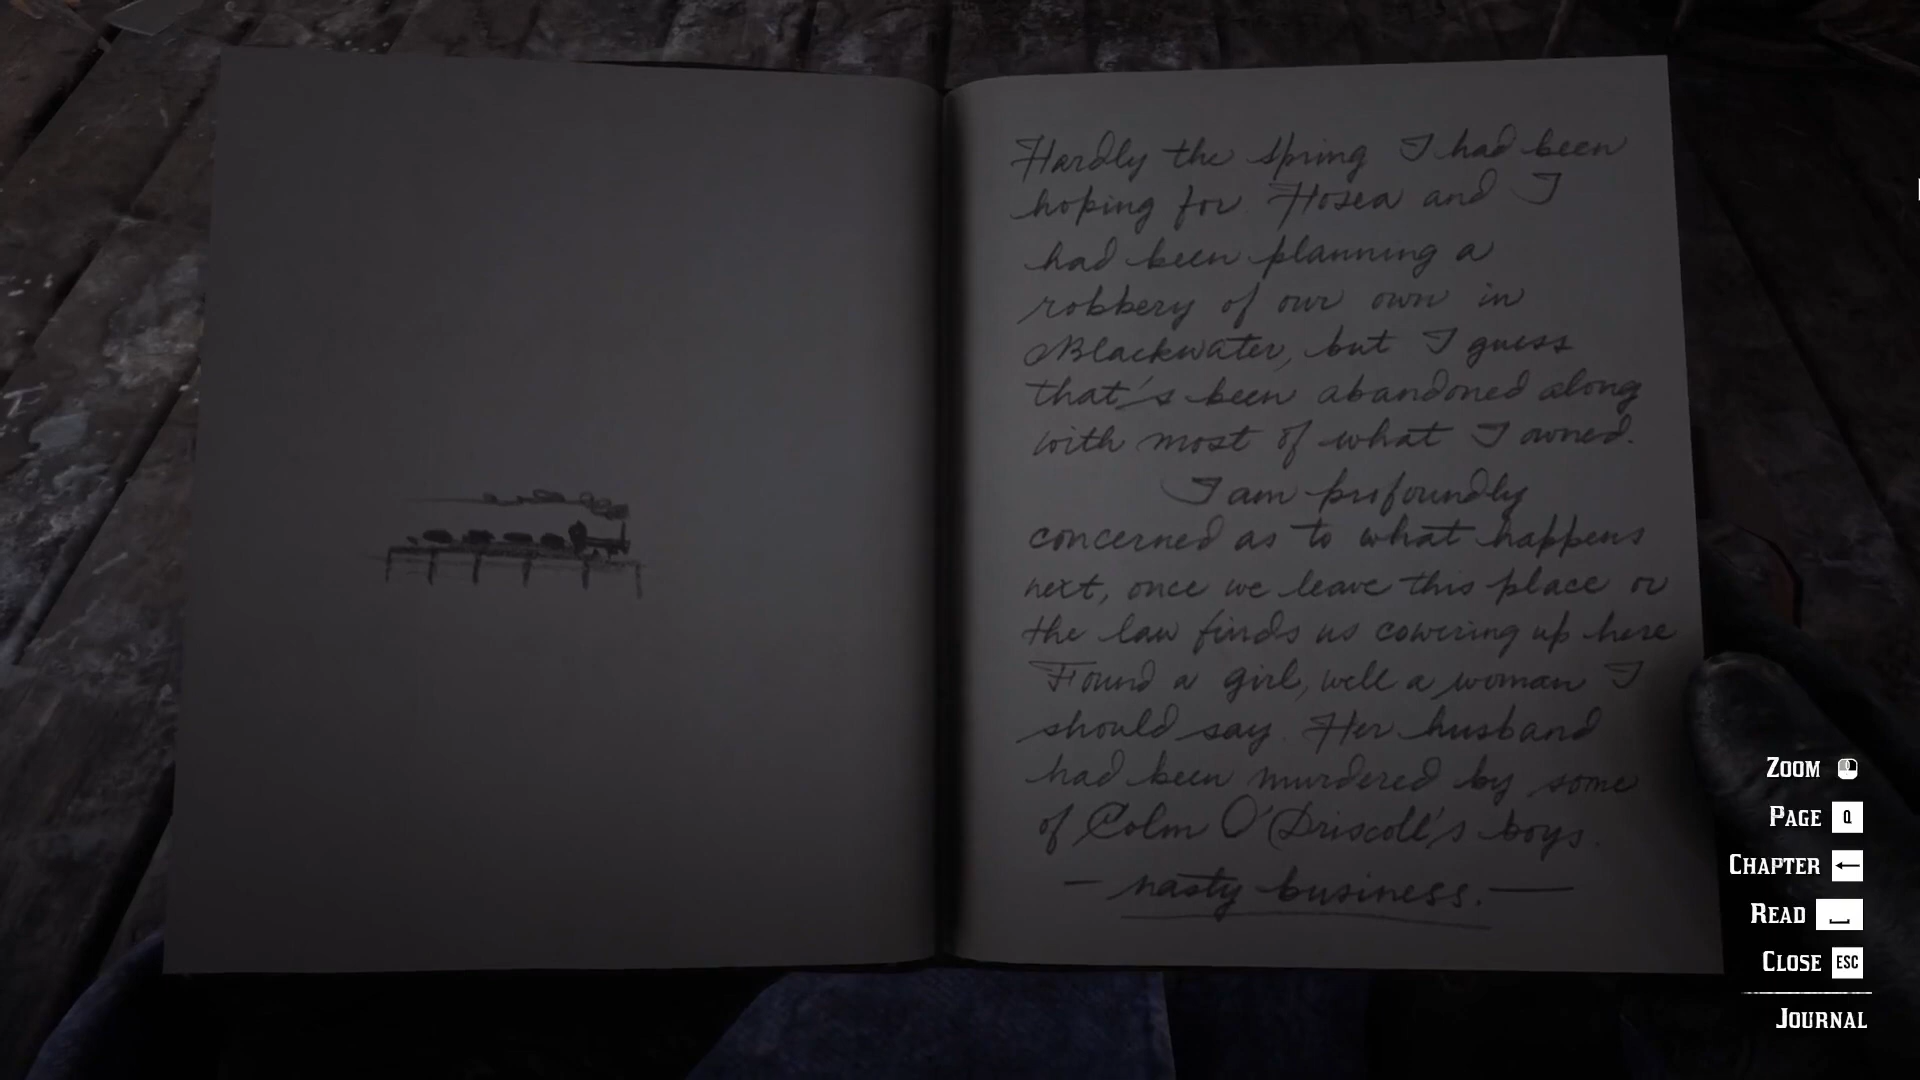 Hardly the spring I had been
hoping for. Hosea and I
had been planning a
robbery of our own in
Blackwater, but I guess
that's been abandoned along
with most of what I owned.
I am profoundly
concerned as to what happens
next, once we leave this place or
the law finds us cowering up here
Found a girl, well a woman I
should say. Her husband
had been murdered by some
of Colm O'Driscoll's boys.
— nasty business. —
ZOOM
PAGE Q
CHAPTER ←
READ
CLOSE ESC
JOURNAL